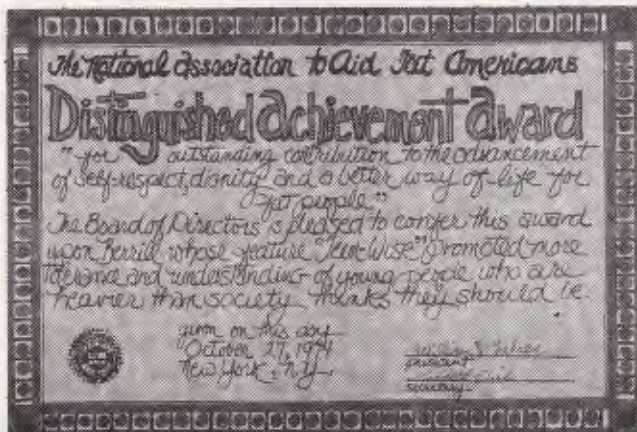 The National Association to Aid Fat Americans
Distinguished Achievement Award
"for outstanding contribution to the advancement
of self-respect, dignity and a better way of life for
fat people"
The Board of Directors is pleased to confer this award
upon Berrill whose feature "Teen-Wise" promoted more
tolerance and understanding of young people who are
heavier than society thinks they should be.
given on this day
October 27, 1974
New York, N.Y.
president
secretary